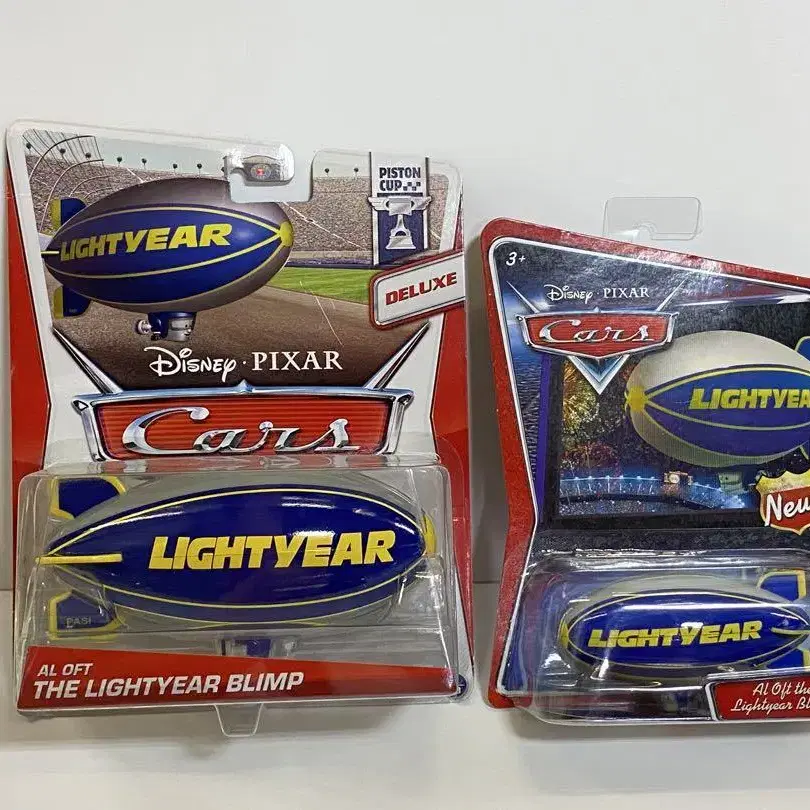 PISTON
CUP
LIGHTYEAR
DELUXE
DISNEY · PIXAR
Cars
LIGHTYEAR
PASI
AL OFT
THE LIGHTYEAR BLIMP
3+
DISNEY · PIXAR
Cars
LIGHTYEA
New
LIGHTYEAR
Al Oft the
Lightyear Bl